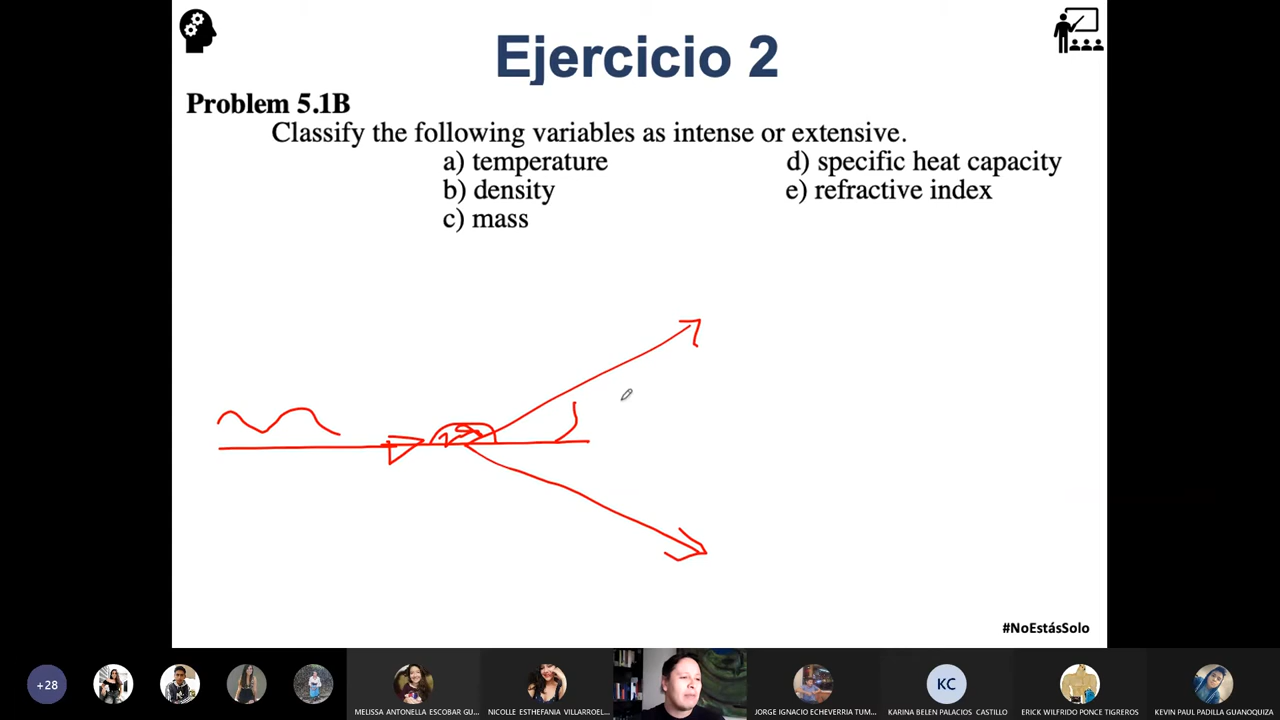 Ejercicio 2
Problem 5.1B
Classify the following variables as intense or extensive.
a) temperature
d) specific heat capacity
b) density
e) refractive index
c) mass
#NoEstásSolo
+28
MELISSA ANTONELLA ESCOBAR GU...
NICOLLE ESTHEFANIA VILLARROEL...
JORGE IGNACIO ECHEVERRIA TUM...
KC
KARINA BELEN PALACIOS CASTILLO
ERICK WILFRIDO PONCE TIGREROS
KEVIN PAUL PADILLA GUANOQUIZA